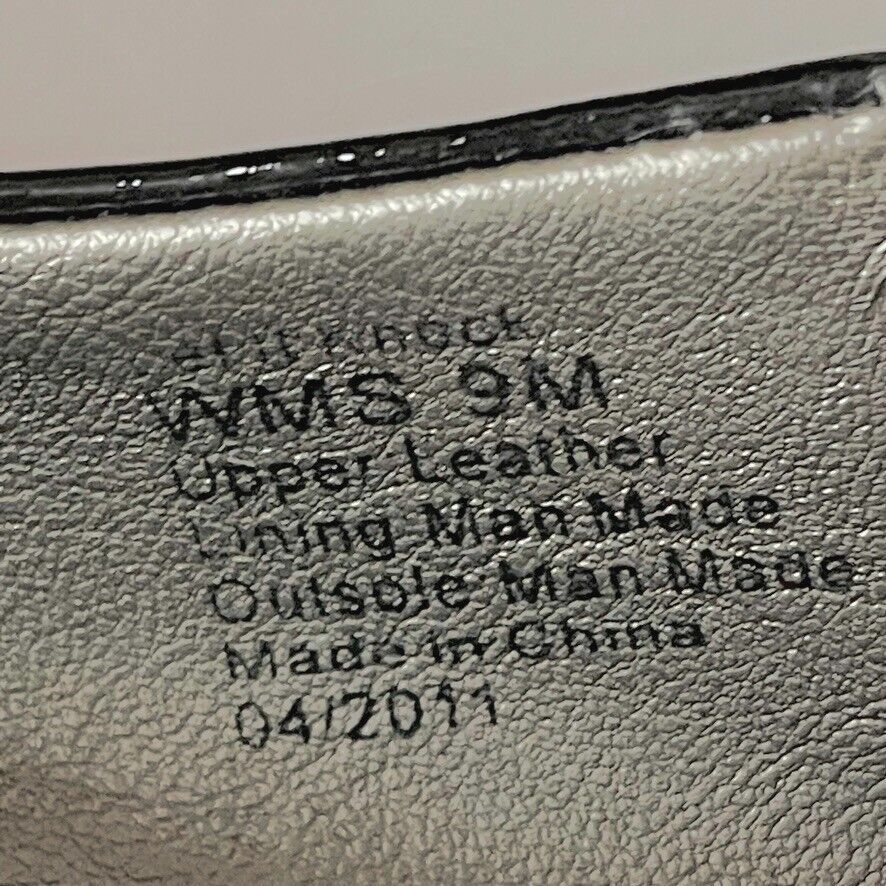 WMS 9M
Upper Leather
Lining Man Made
Outsole Man Made
Made in China
04/2011